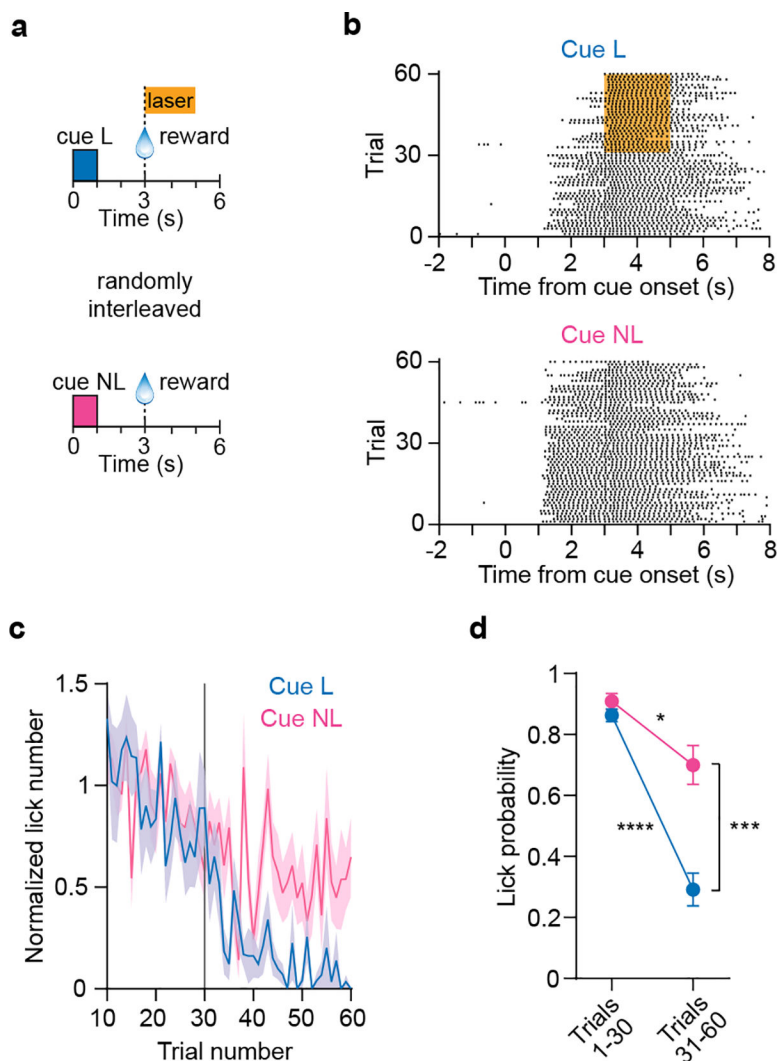 a
laser
cue L
reward
0
3
6
Time (s)
randomly
interleaved
cue NL
reward
0
3
6
Time (s)
b
Cue L
60
30
0
Trial
-2
0
2
4
6
8
Time from cue onset (s)
Cue NL
60
30
0
Trial
-2
0
2
4
6
8
Time from cue onset (s)
c
Cue L
Cue NL
1.5
1
0.5
0
Normalized lick number
10
20
30
40
50
60
Trial number
d
1
0.8
0.6
0.4
0.2
0
Lick probability
*
****
***
Trials
1-30
Trials
31-60